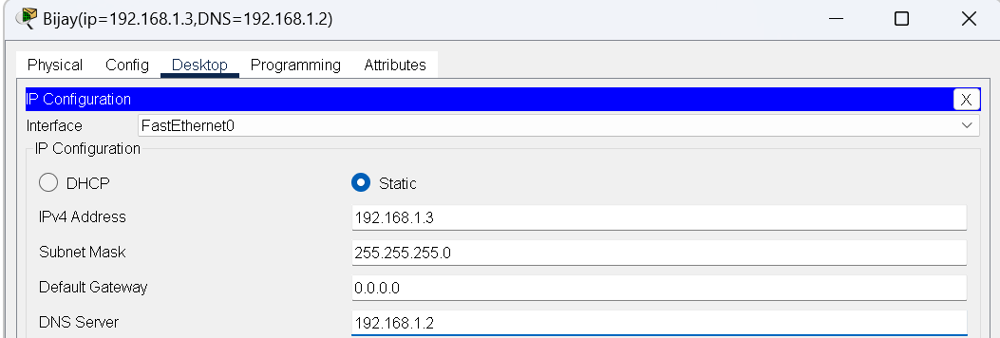 Bijay(ip=192.168.1.3,DNS=192.168.1.2)
Physical Config Desktop Programming Attributes
IP Configuration X
Interface FastEthernet0
IP Configuration
DHCP Static
IPv4 Address 192.168.1.3
Subnet Mask 255.255.255.0
Default Gateway 0.0.0.0
DNS Server 192.168.1.2